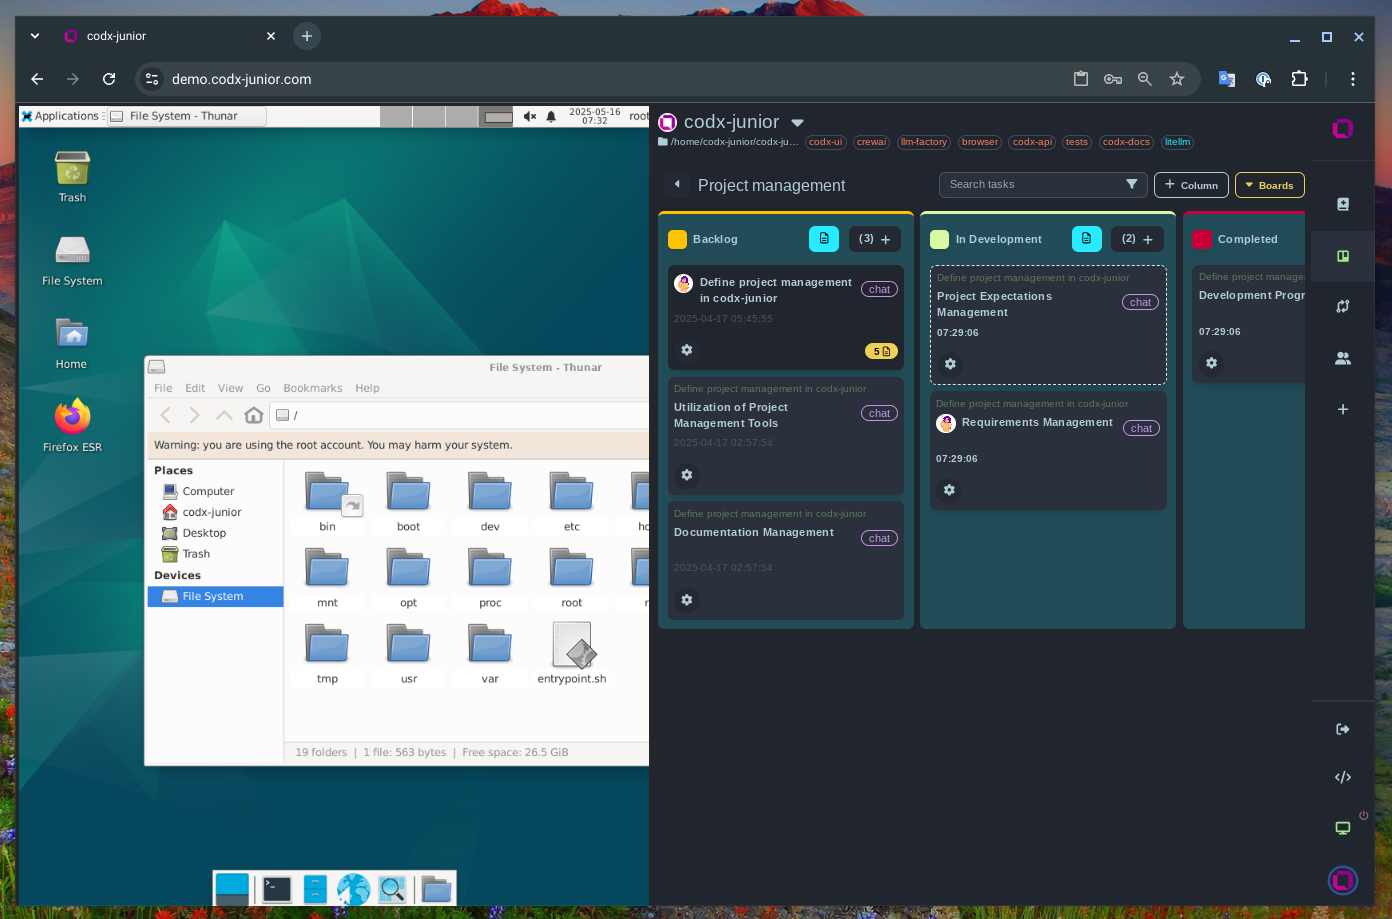 codx-junior
demo.codx-junior.com
Applications
File System - Thunar
2025-05-16
07:32
root
Trash
File System
Home
Firefox ESR
File System - Thunar
File Edit View Go Bookmarks Help
/
Warning: you are using the root account. You may harm your system.
Places
Computer
codx-junior
Desktop
Trash
Devices
File System
bin boot dev etc
mnt opt proc root
tmp usr var entrypoint.sh
19 folders | 1 file: 563 bytes | Free space: 26.5 GiB
codx-junior
/home/codx-junior/codx-ju... codx-ui crewai llm-factory browser codx-api tests codx-docs litellm
Project management
Search tasks
Column
Boards
Backlog
(3) +
Define project management
in codx-junior
chat
2025-04-17 05:45:55
5
Define project management in codx-junior
Utilization of Project
Management Tools
chat
2025-04-17 02:57:54
Define project management in codx-junior
Documentation Management
chat
2025-04-17 02:57:54
In Development
(2) +
Define project management in codx-junior
Project Expectations
Management
chat
07:29:06
Define project management in codx-junior
Requirements Management
chat
07:29:06
Completed
Define project manage
Development Progr
07:29:06